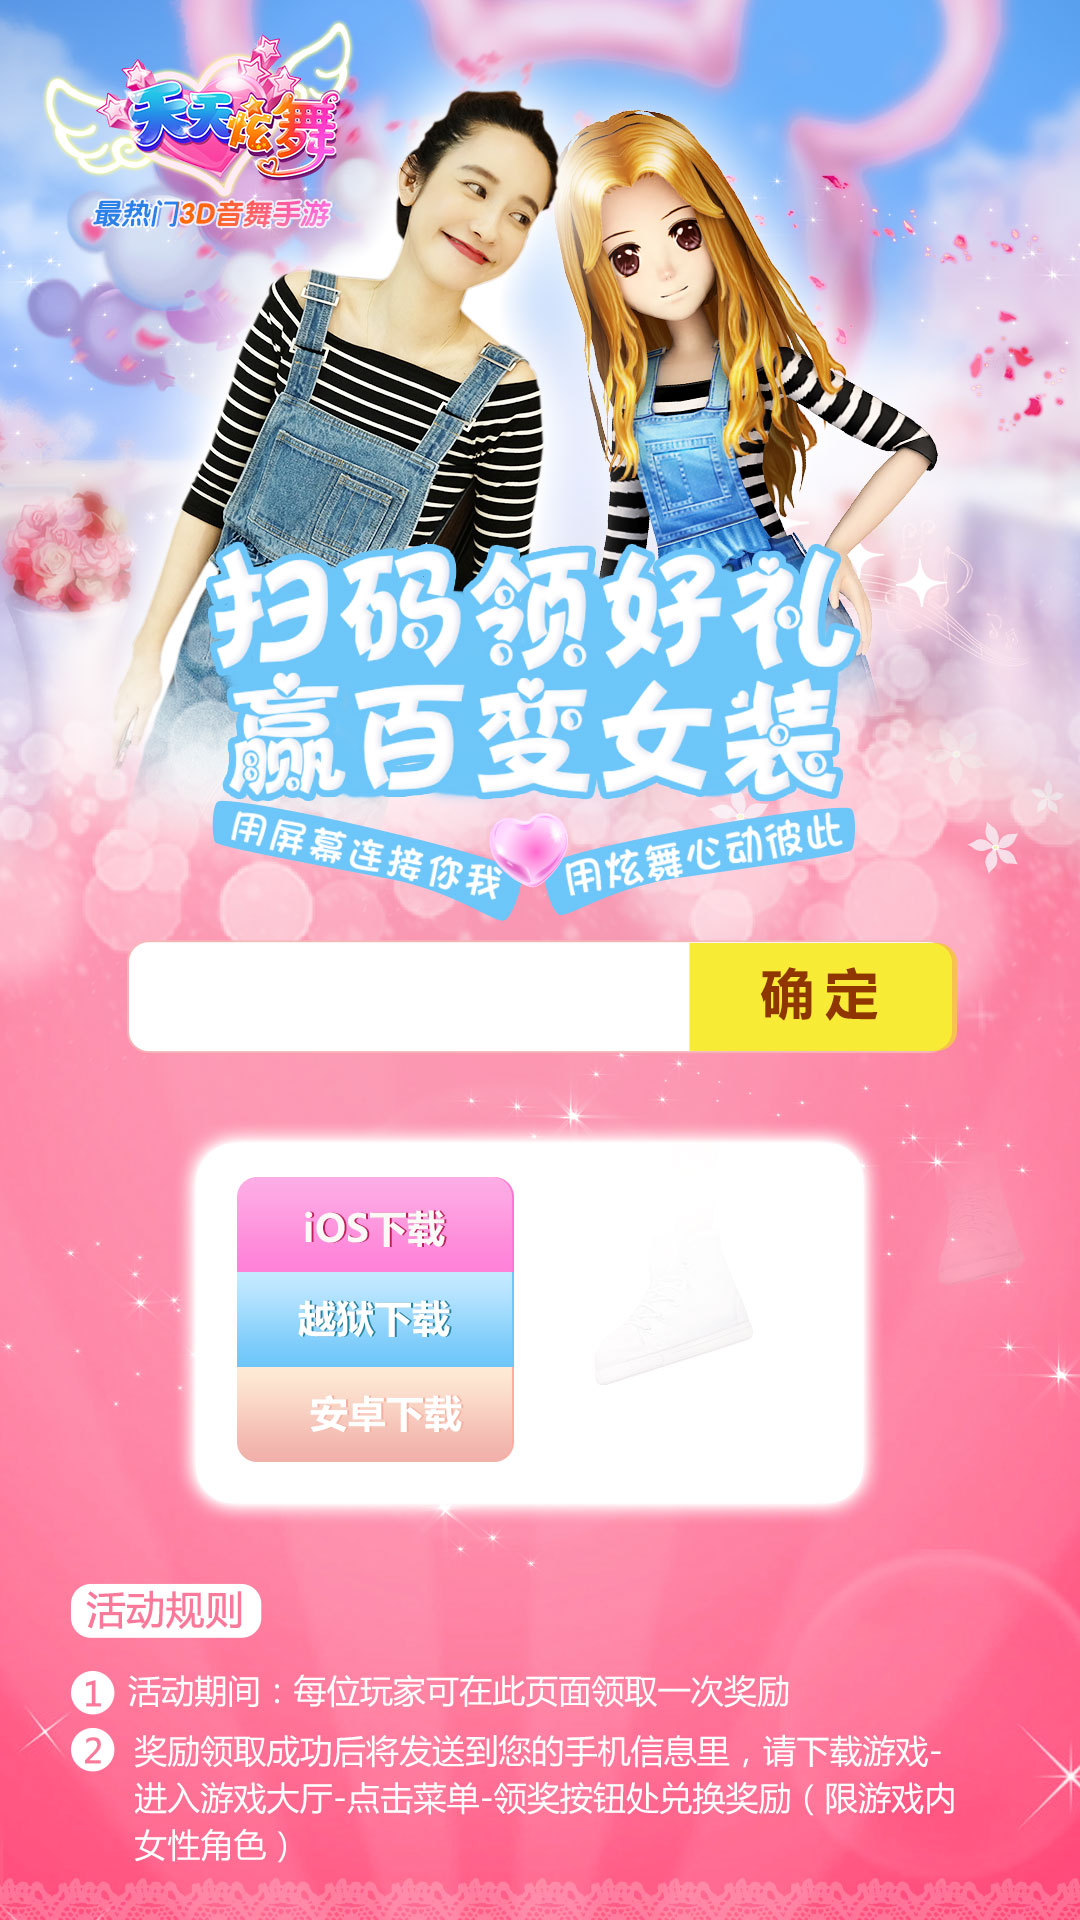 天天炫舞
最热门3D音舞手游
扫码领好礼
赢百变女装
用屏幕连接你我 用炫舞心动彼此
确定
iOS下载
越狱下载
安卓下载
活动规则
1 活动期间：每位玩家可在此页面领取一次奖励
2 奖励领取成功后将发送到您的手机信息里，请下载游戏-
进入游戏大厅-点击菜单-领奖按钮处兑换奖励（限游戏内
女性角色）